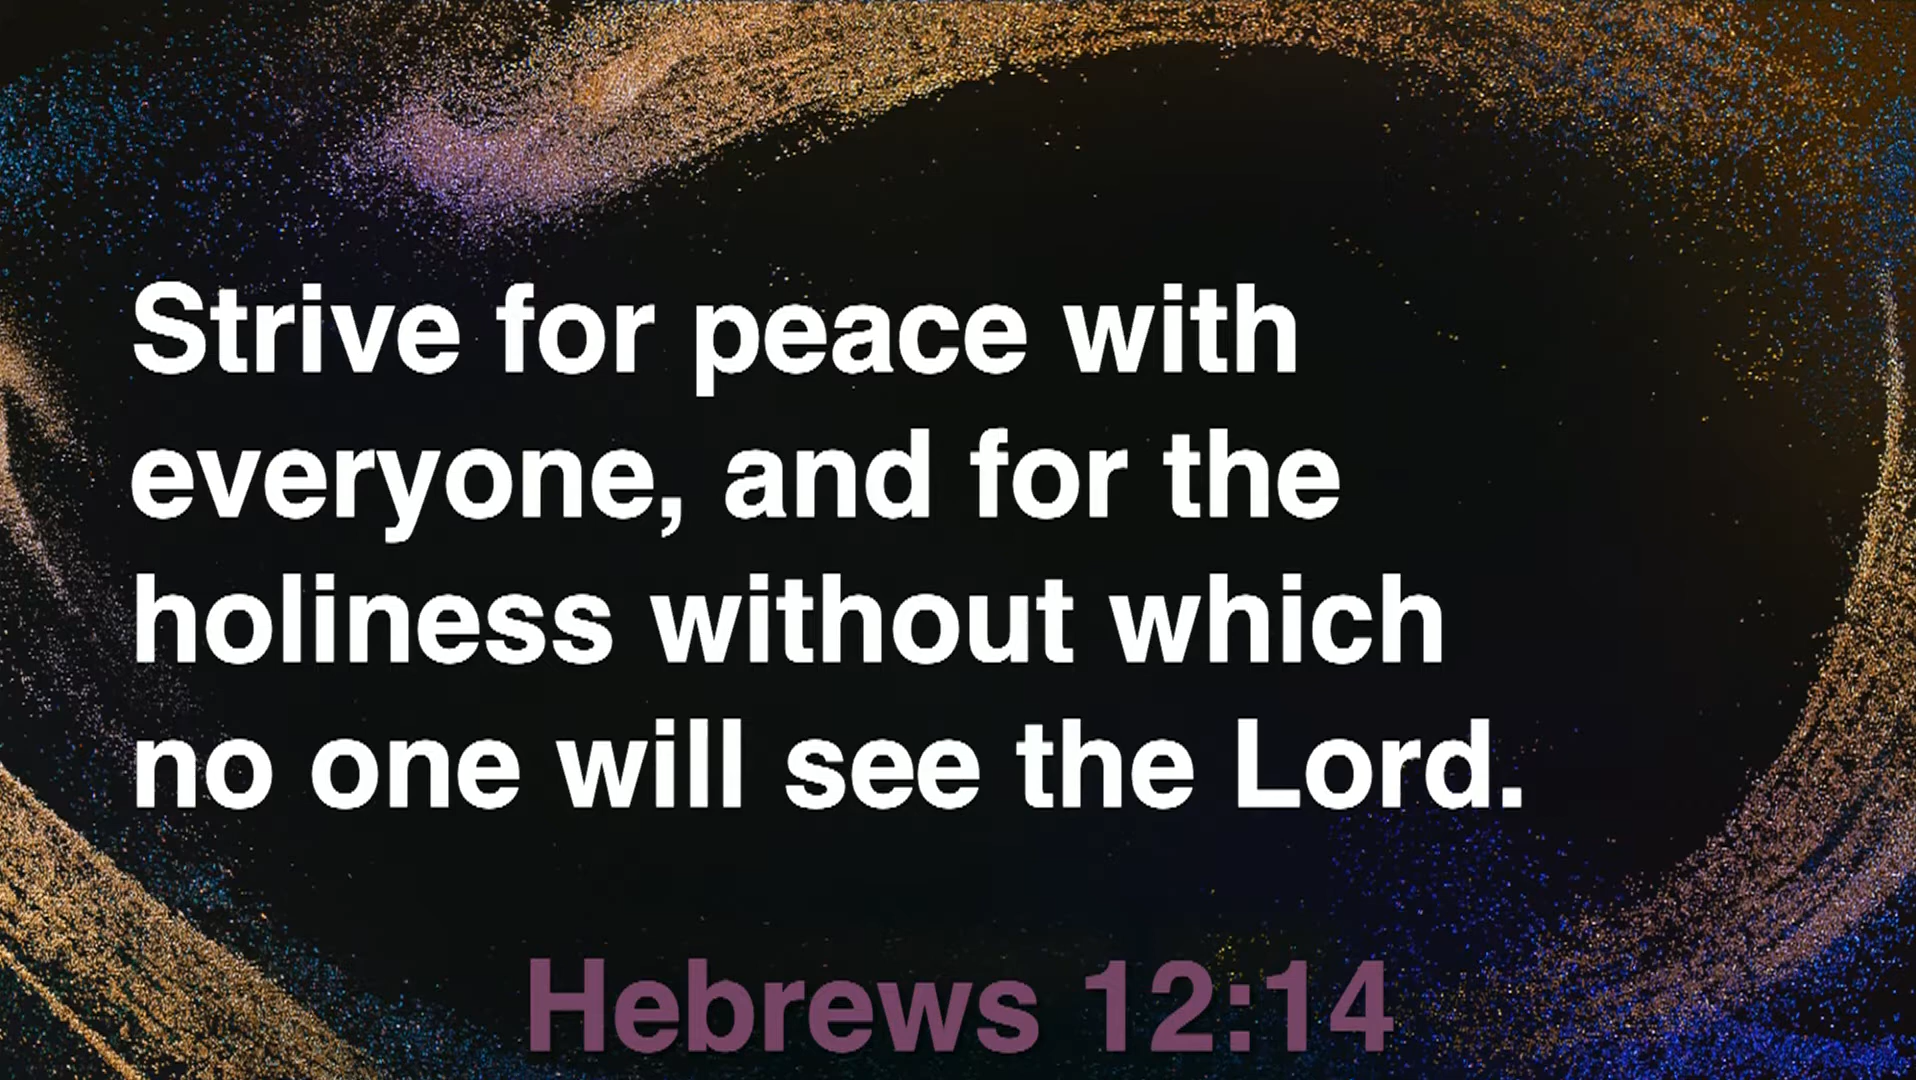 Strive for peace with
everyone, and for the
holiness without which
no one will see the Lord.
Hebrews 12:14